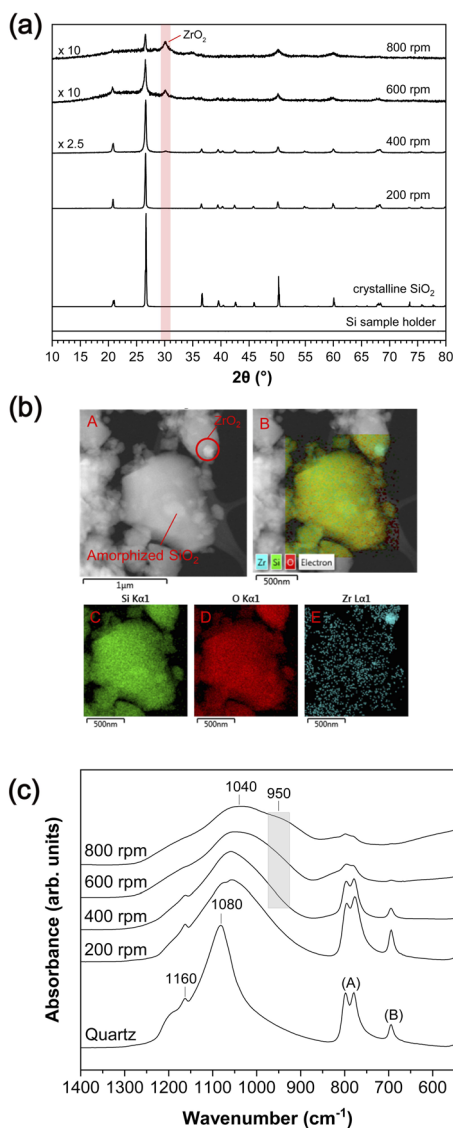 (a)
ZrO2
x 10
800 rpm
x 10
600 rpm
x 2.5
400 rpm
200 rpm
crystalline SiO2
Si sample holder
10 15 20 25 30 35 40 45 50 55 60 65 70 75 80
2θ (°)
(b)
A
ZrO2
B
Amorphized SiO2
Zr Si O Electron
1µm
500nm
Si Kα1
O Kα1
Zr Lα1
C
D
E
500nm
500nm
500nm
(c)
1040
950
800 rpm
600 rpm
400 rpm
200 rpm
1080
1160
(A)
(B)
Quartz
Absorbance (arb. units)
1400 1300 1200 1100 1000 900 800 700 600
Wavenumber (cm-1)